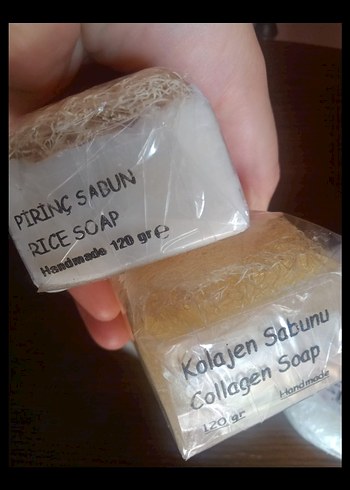 PİRİNÇ SABUN
RICE SOAP
Handmade 120 gr e
Kolajen Sabunu
Collagen Soap
Handmade
120 gr